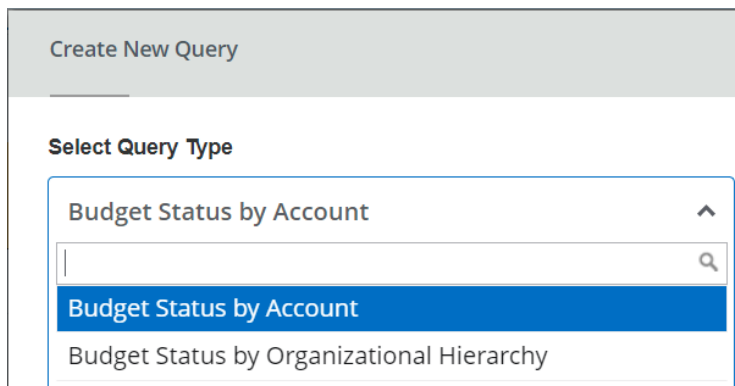 Create New Query
Select Query Type
Budget Status by Account
Budget Status by Account
Budget Status by Organizational Hierarchy